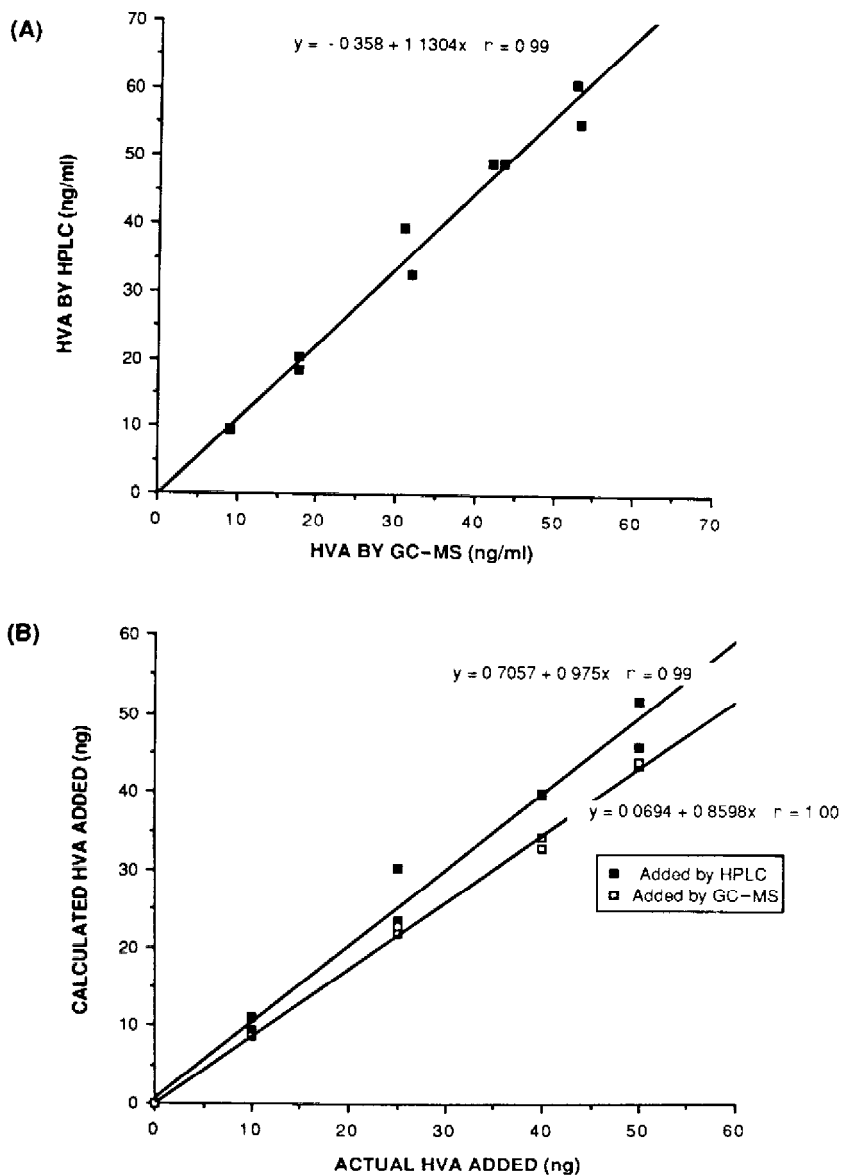 (A)
70
60
50
40
30
20
10
0
HVA BY HPLC (ng/ml)
y = - 0 358 + 1 1304x r = 0 99
0 10 20 30 40 50 60 70
HVA BY GC-MS (ng/ml)
(B)
60
50
40
30
20
10
0
CALCULATED HVA ADDED (ng)
y = 0 7057 + 0 975x r = 0 99
y = 0 0694 + 0 8598x r = 1 00
Added by HPLC
Added by GC-MS
0 10 20 30 40 50 60
ACTUAL HVA ADDED (ng)